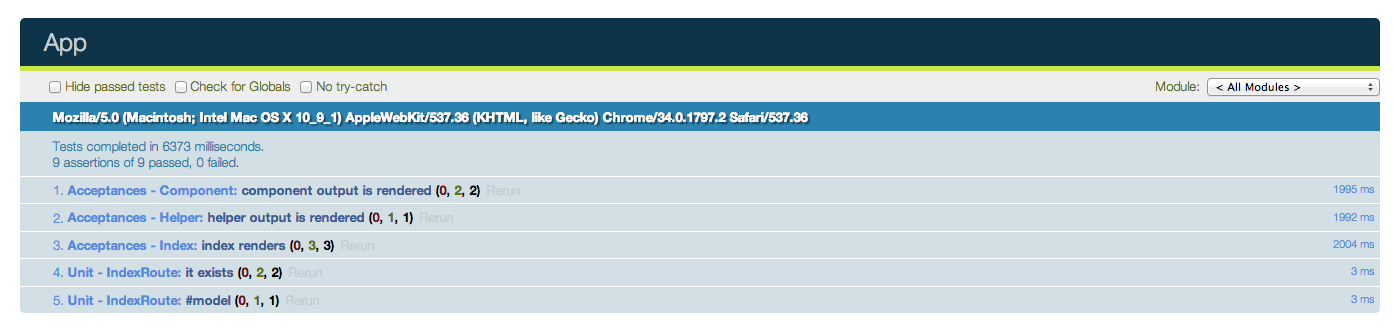 App
Hide passed tests Check for Globals No try-catch Module: < All Modules >
Mozilla/5.0 (Macintosh; Intel Mac OS X 10_9_1) AppleWebKit/537.36 (KHTML, like Gecko) Chrome/34.0.1797.2 Safari/537.36
Tests completed in 6373 milliseconds.
9 assertions of 9 passed, 0 failed.
1. Acceptances - Component: component output is rendered (0, 2, 2) Rerun 1995 ms
2. Acceptances - Helper: helper output is rendered (0, 1, 1) Rerun 1992 ms
3. Acceptances - Index: index renders (0, 3, 3) Rerun 2004 ms
4. Unit - IndexRoute: it exists (0, 2, 2) Rerun 3 ms
5. Unit - IndexRoute: #model (0, 1, 1) Rerun 3 ms